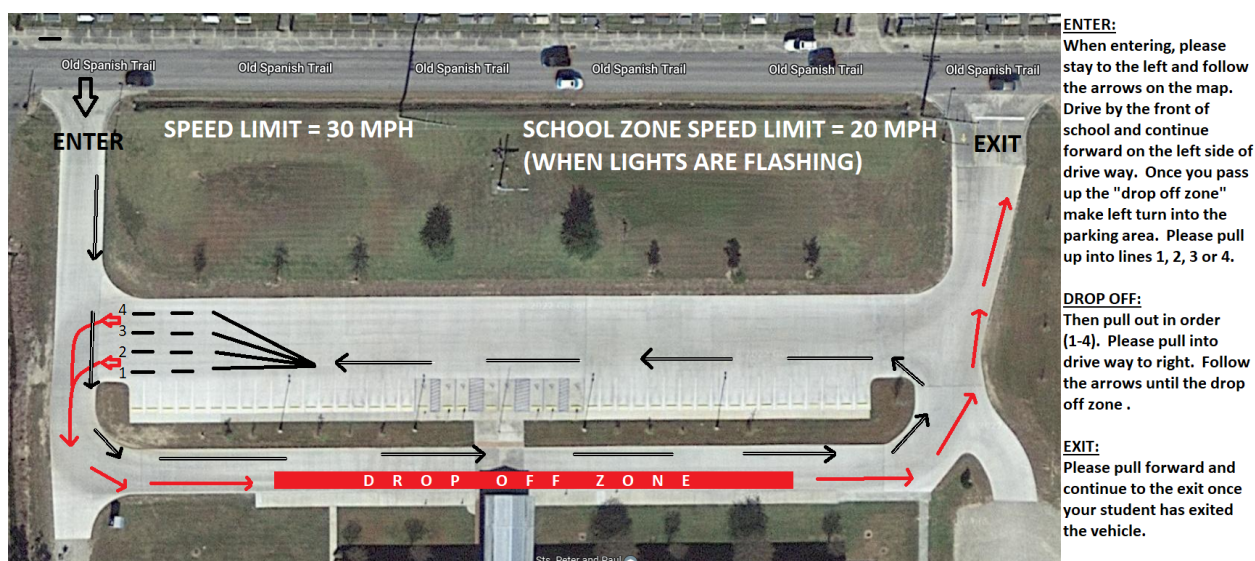 Old Spanish Trail
Old Spanish Trail
Old Spanish Trail
Old Spanish Trail
Old Spanish Trail
Old Spanish Trail
ENTER
SPEED LIMIT = 30 MPH
SCHOOL ZONE SPEED LIMIT = 20 MPH
(WHEN LIGHTS ARE FLASHING)
EXIT
4
3
2
1
DROP OFF ZONE
Sts. Peter and Paul
ENTER:
When entering, please
stay to the left and follow
the arrows on the map.
Drive by the front of
school and continue
forward on the left side of
drive way. Once you pass
up the "drop off zone"
make left turn into the
parking area. Please pull
up into lines 1, 2, 3 or 4.
DROP OFF:
Then pull out in order
(1-4). Please pull into
drive way to right. Follow
the arrows until the drop
off zone .
EXIT:
Please pull forward and
continue to the exit once
your student has exited
the vehicle.